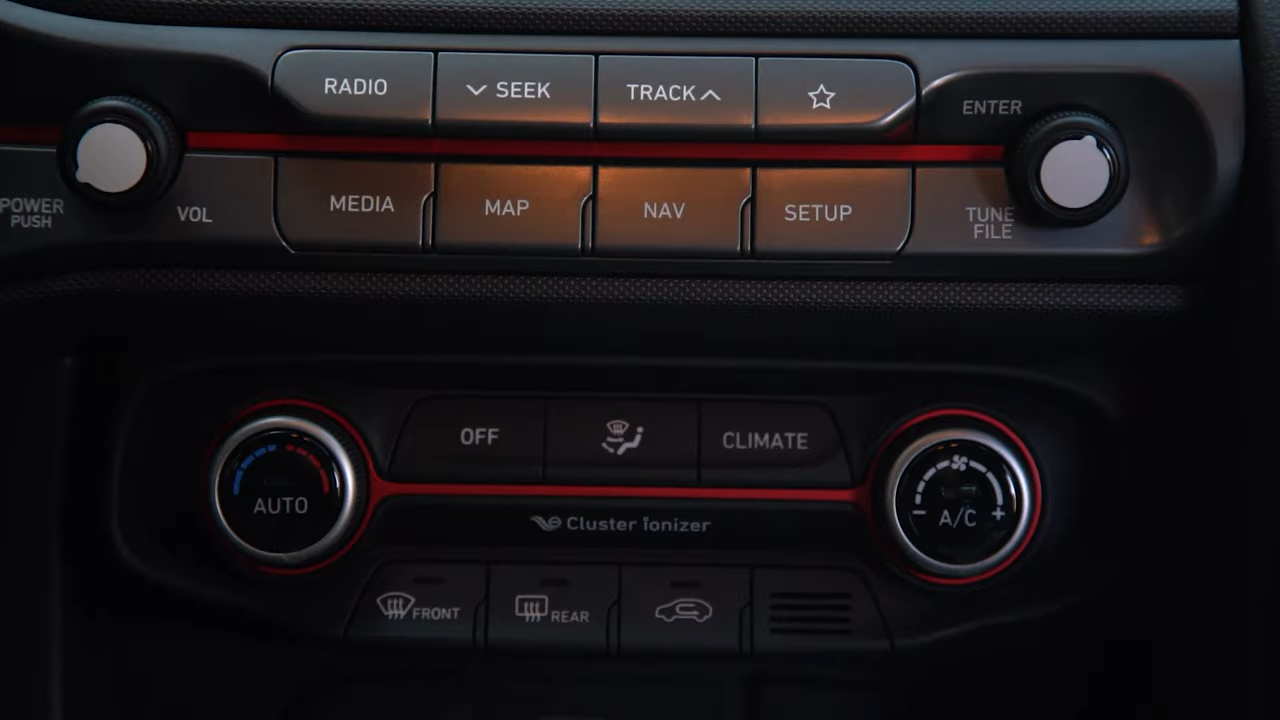 RADIO
SEEK
TRACK
ENTER
POWER
PUSH
VOL
MEDIA
MAP
NAV
SETUP
TUNE
FILE
OFF
CLIMATE
AUTO
A/C
Cluster ionizer
FRONT
REAR